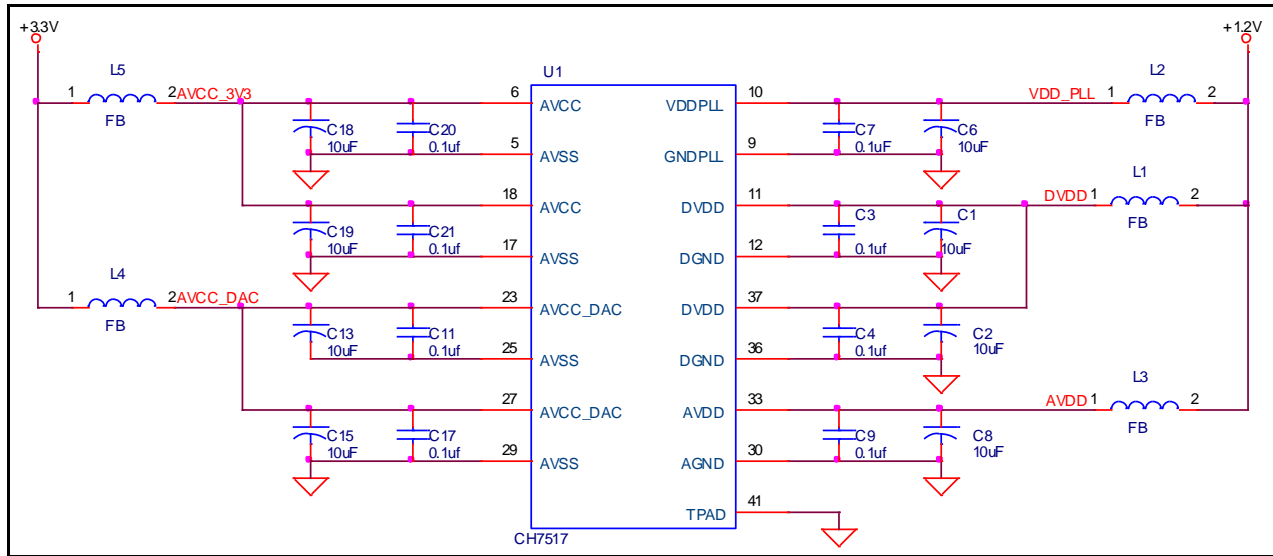 +3.3V
+1.2V
L5
U1
L2
1
2
AVCC_3V3
6
10
VDD_PLL
1
2
AVCC
VDDPLL
FB
FB
C18
C20
C7
C6
10uF
0.1uf
0.1uF
10uF
5
9
AVSS
GNDPLL
L1
18
11
DVDD
1
2
AVCC
DVDD
FB
C19
C21
C3
C1
10uF
0.1uf
0.1uf
10uF
17
12
AVSS
DGND
L4
1
2
AVCC_DAC
23
37
AVCC_DAC
DVDD
FB
C13
C11
C4
C2
10uF
0.1uf
0.1uf
10uF
25
36
AVSS
DGND
L3
27
33
AVDD
1
2
AVCC_DAC
AVDD
FB
C15
C17
C9
C8
10uF
0.1uf
0.1uf
10uF
29
30
AVSS
AGND
41
TPAD
CH7517